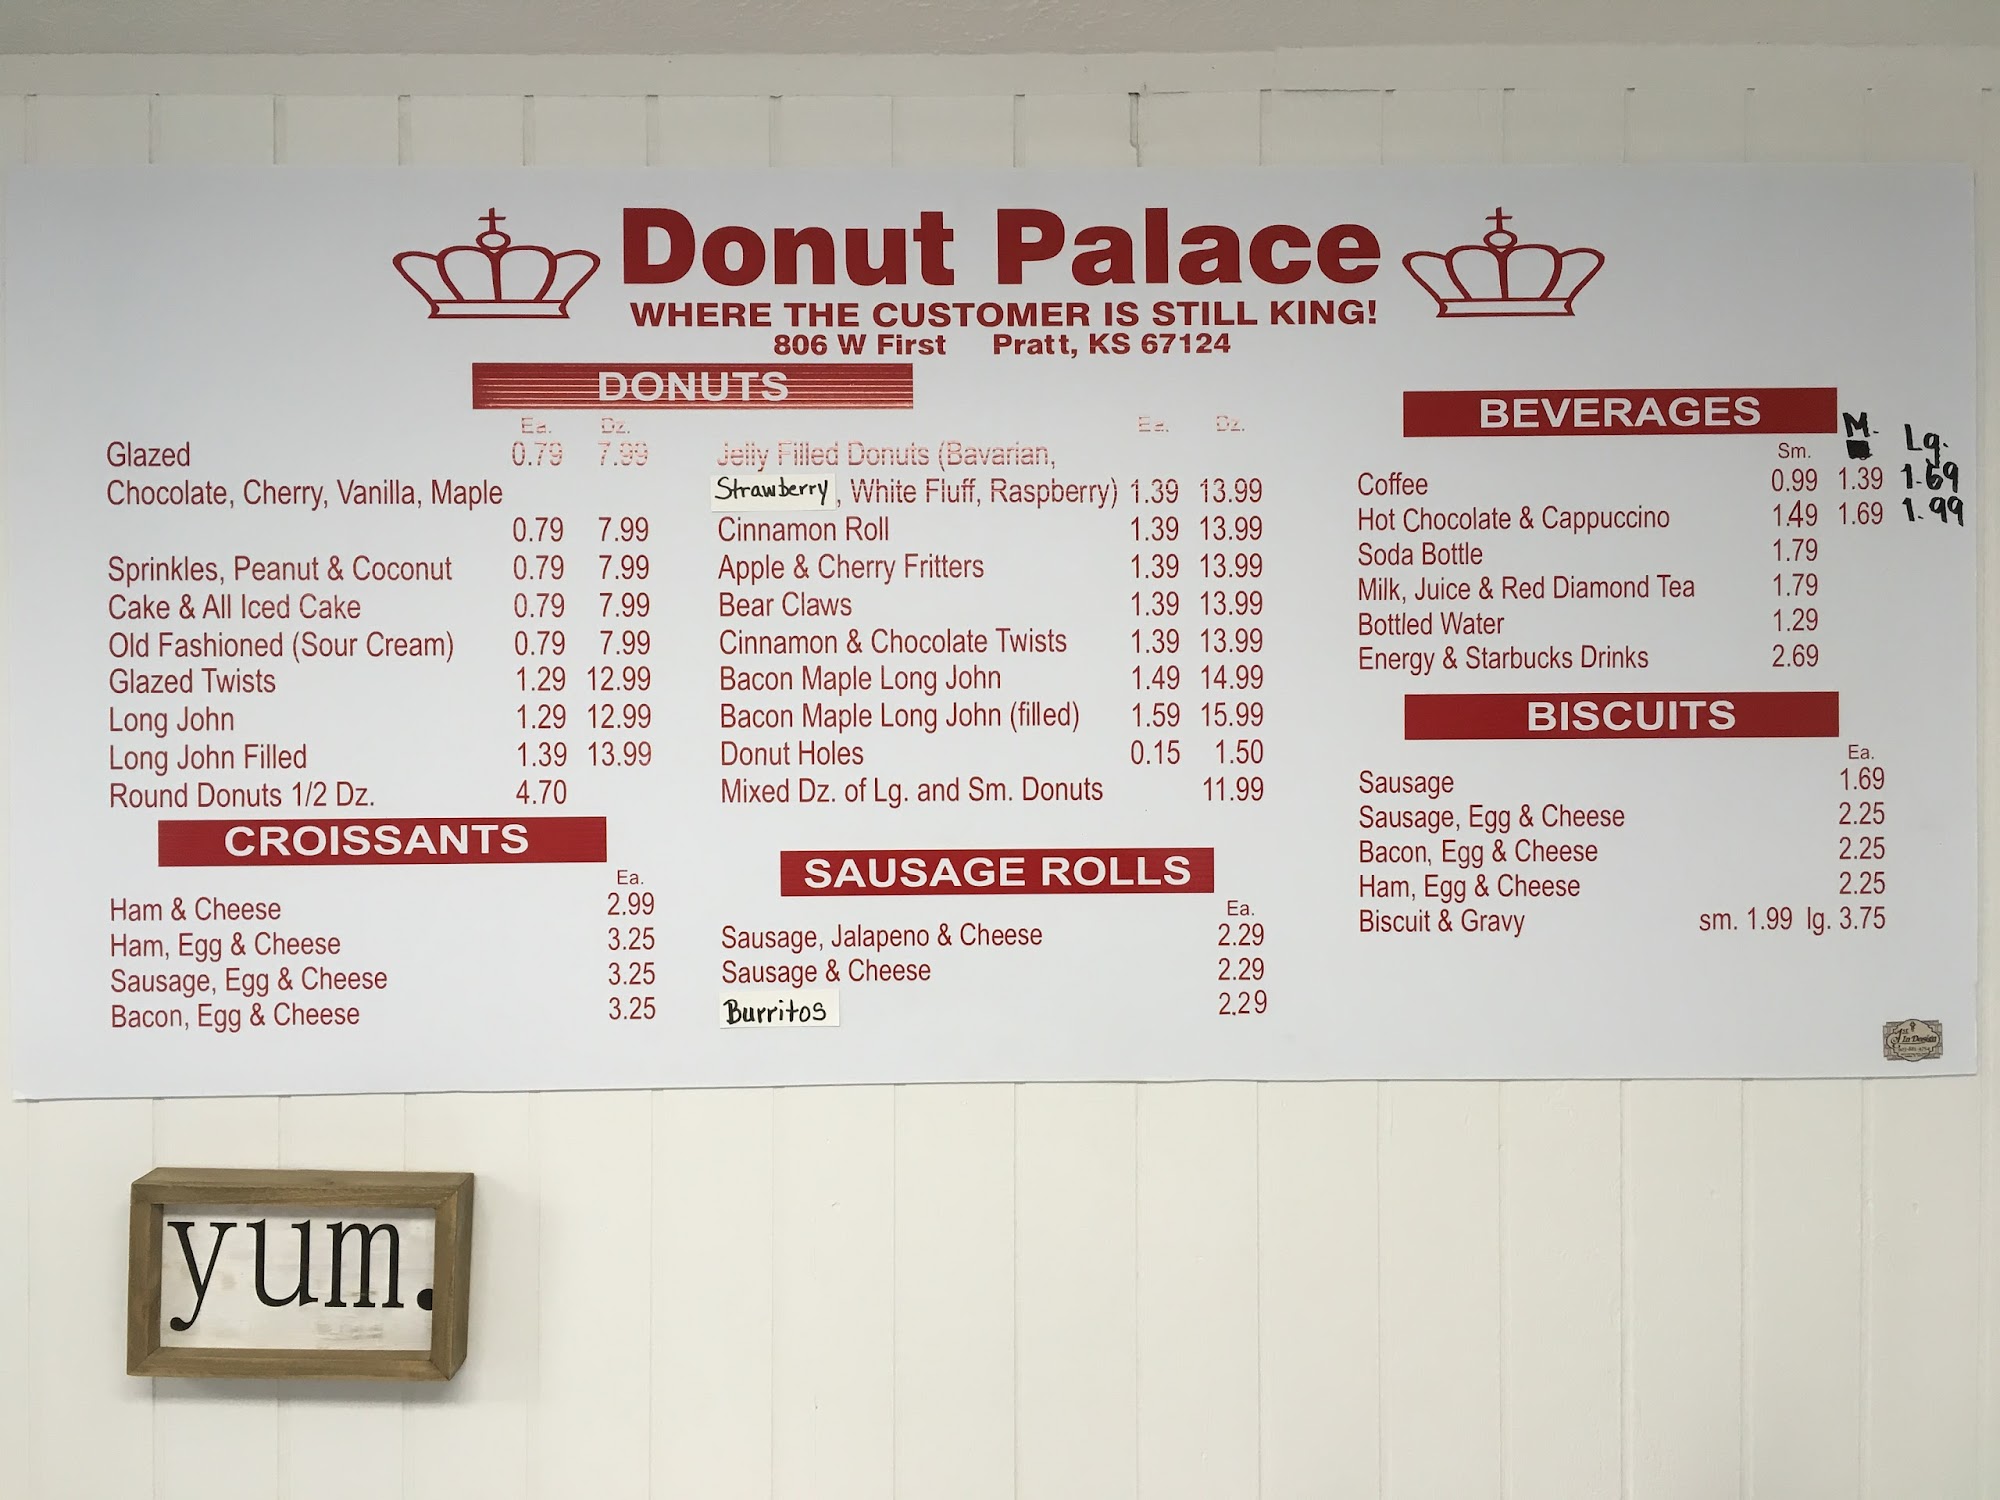 Donut Palace
WHERE THE CUSTOMER IS STILL KING!
806 W First Pratt, KS 67124
DONUTS
Ea. Dz.
Glazed 0.79 7.99
Chocolate, Cherry, Vanilla, Maple
0.79 7.99
Sprinkles, Peanut & Coconut 0.79 7.99
Cake & All Iced Cake 0.79 7.99
Old Fashioned (Sour Cream) 0.79 7.99
Glazed Twists 1.29 12.99
Long John 1.29 12.99
Long John Filled 1.39 13.99
Round Donuts 1/2 Dz. 4.70
Ea. Dz.
Jelly Filled Donuts (Bavarian,
Strawberry, White Fluff, Raspberry) 1.39 13.99
Cinnamon Roll 1.39 13.99
Apple & Cherry Fritters 1.39 13.99
Bear Claws 1.39 13.99
Cinnamon & Chocolate Twists 1.39 13.99
Bacon Maple Long John 1.49 14.99
Bacon Maple Long John (filled) 1.59 15.99
Donut Holes 0.15 1.50
Mixed Dz. of Lg. and Sm. Donuts 11.99
CROISSANTS
Ea.
Ham & Cheese 2.99
Ham, Egg & Cheese 3.25
Sausage, Egg & Cheese 3.25
Bacon, Egg & Cheese 3.25
SAUSAGE ROLLS
Ea.
Sausage, Jalapeno & Cheese 2.29
Sausage & Cheese 2.29
Burritos 2.29
BEVERAGES
Sm. M. Lg.
Coffee 0.99 1.39 1.69
Hot Chocolate & Cappuccino 1.49 1.69 1.99
Soda Bottle 1.79
Milk, Juice & Red Diamond Tea 1.79
Bottled Water 1.29
Energy & Starbucks Drinks 2.69
BISCUITS
Ea.
Sausage 1.69
Sausage, Egg & Cheese 2.25
Bacon, Egg & Cheese 2.25
Ham, Egg & Cheese 2.25
Biscuit & Gravy sm. 1.99 lg. 3.75
yum.